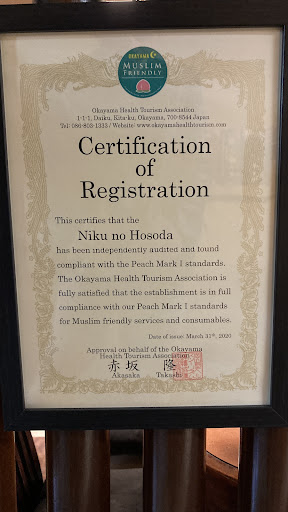 OKAYAMA
MUSLIM
FRIENDLY
Okayama Health Tourism Association
1-1-1, Daiku, Kita-ku, Okayama, 700-8544 Japan
Tel: 086-803-1333 / Website: www.okayamahealthtourism.com
Certification
of
Registration
This certifies that the
Niku no Hosoda
has been independently audited and found
compliant with the Peach Mark I standards.
The Okayama Health Tourism Association is
fully satisfied that the establishment is in full
compliance with our Peach Mark I standards
for Muslim friendly services and consumables.
Date of issue: March 31st, 2020
Approval on behalf of the Okayama
Health Tourism Association
赤坂 隆
Akasaka Takashi